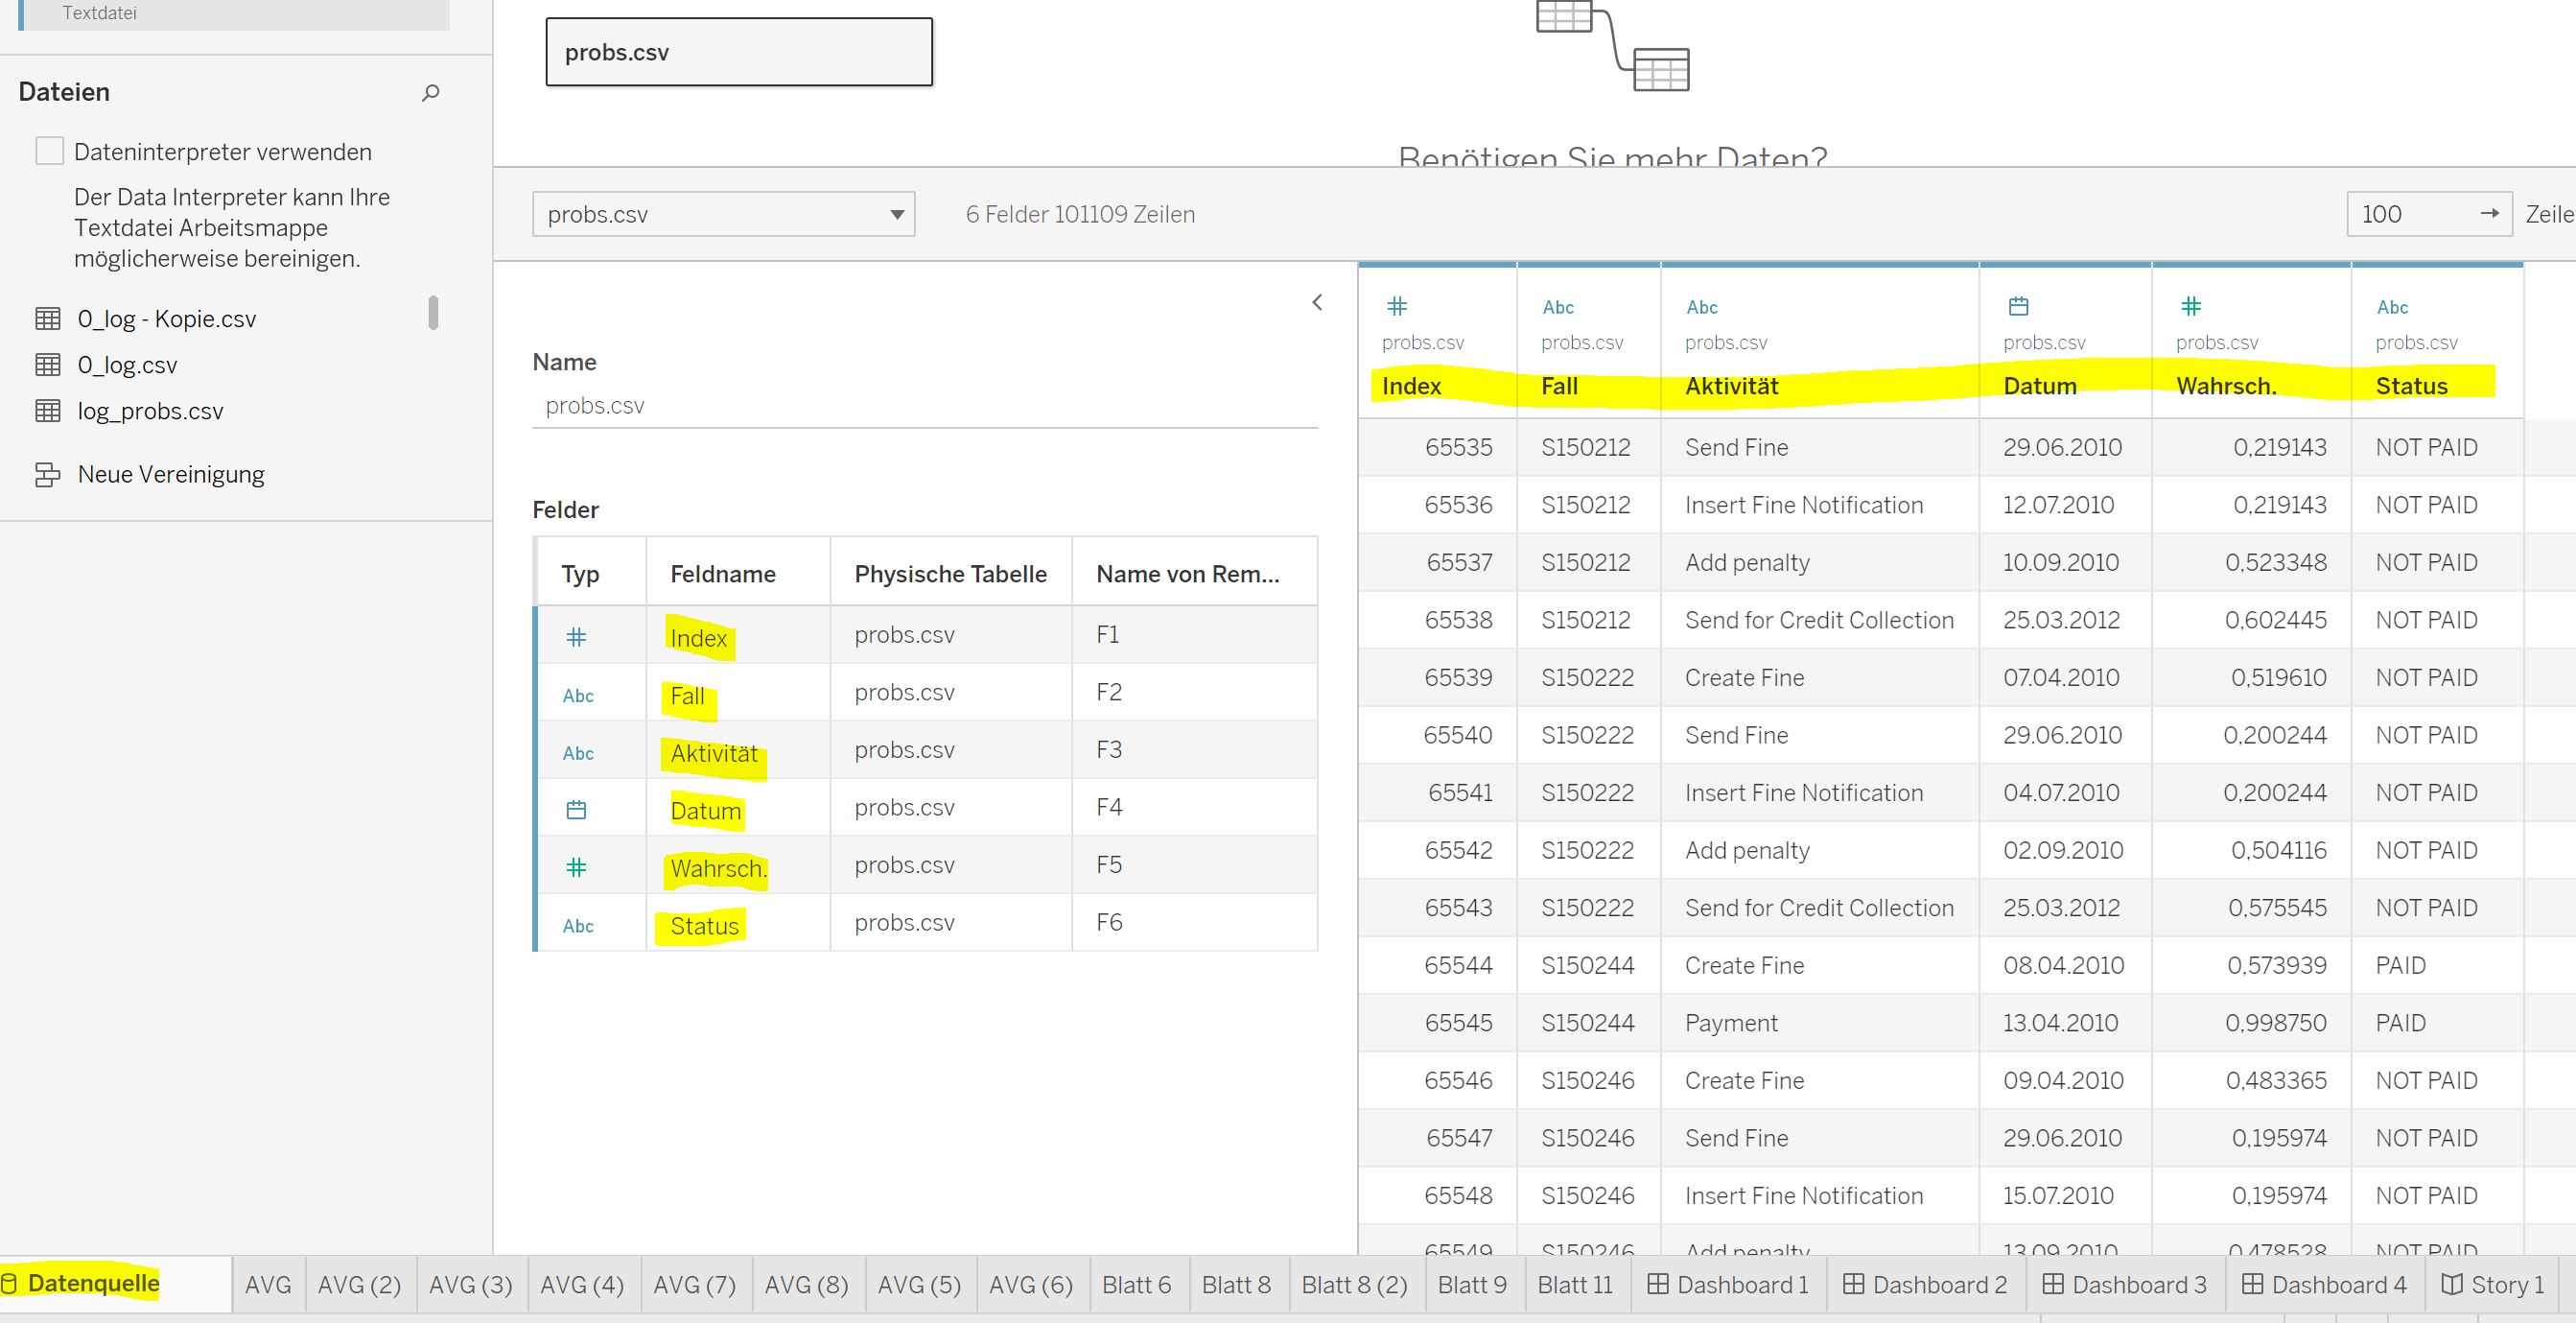 Textdatei
Dateien
Dateninterpreter verwenden
Der Data Interpreter kann Ihre
Textdatei Arbeitsmappe
möglicherweise bereinigen.
0_log - Kopie.csv
0_log.csv
log_probs.csv
Neue Vereinigung
probs.csv
Benötigen Sie mehr Daten?
probs.csv 6 Felder 101109 Zeilen 100 Zeile
Name
probs.csv
Felder
Typ Feldname Physische Tabelle Name von Rem...
# Index probs.csv F1
Abc Fall probs.csv F2
Abc Aktivität probs.csv F3
Datum probs.csv F4
# Wahrsch. probs.csv F5
Abc Status probs.csv F6
# Abc Abc # Abc
probs.csv probs.csv probs.csv probs.csv probs.csv probs.csv
Index Fall Aktivität Datum Wahrsch. Status
65535 S150212 Send Fine 29.06.2010 0,219143 NOT PAID
65536 S150212 Insert Fine Notification 12.07.2010 0,219143 NOT PAID
65537 S150212 Add penalty 10.09.2010 0,523348 NOT PAID
65538 S150212 Send for Credit Collection 25.03.2012 0,602445 NOT PAID
65539 S150222 Create Fine 07.04.2010 0,519610 NOT PAID
65540 S150222 Send Fine 29.06.2010 0,200244 NOT PAID
65541 S150222 Insert Fine Notification 04.07.2010 0,200244 NOT PAID
65542 S150222 Add penalty 02.09.2010 0,504116 NOT PAID
65543 S150222 Send for Credit Collection 25.03.2012 0,575545 NOT PAID
65544 S150244 Create Fine 08.04.2010 0,573939 PAID
65545 S150244 Payment 13.04.2010 0,998750 PAID
65546 S150246 Create Fine 09.04.2010 0,483365 NOT PAID
65547 S150246 Send Fine 29.06.2010 0,195974 NOT PAID
65548 S150246 Insert Fine Notification 15.07.2010 0,195974 NOT PAID
65549 S150246 Add penalty 13.09.2010 0,478528 NOT PAID
Datenquelle AVG AVG (2) AVG (3) AVG (4) AVG (7) AVG (8) AVG (5) AVG (6) Blatt 6 Blatt 8 Blatt 8 (2) Blatt 9 Blatt 11 Dashboard 1 Dashboard 2 Dashboard 3 Dashboard 4 Story 1